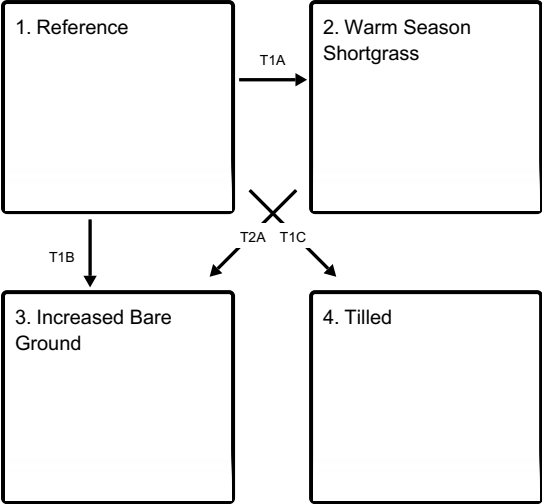 1. Reference
2. Warm Season
Shortgrass
T1A
T2A
T1C
T1B
3. Increased Bare
Ground
4. Tilled